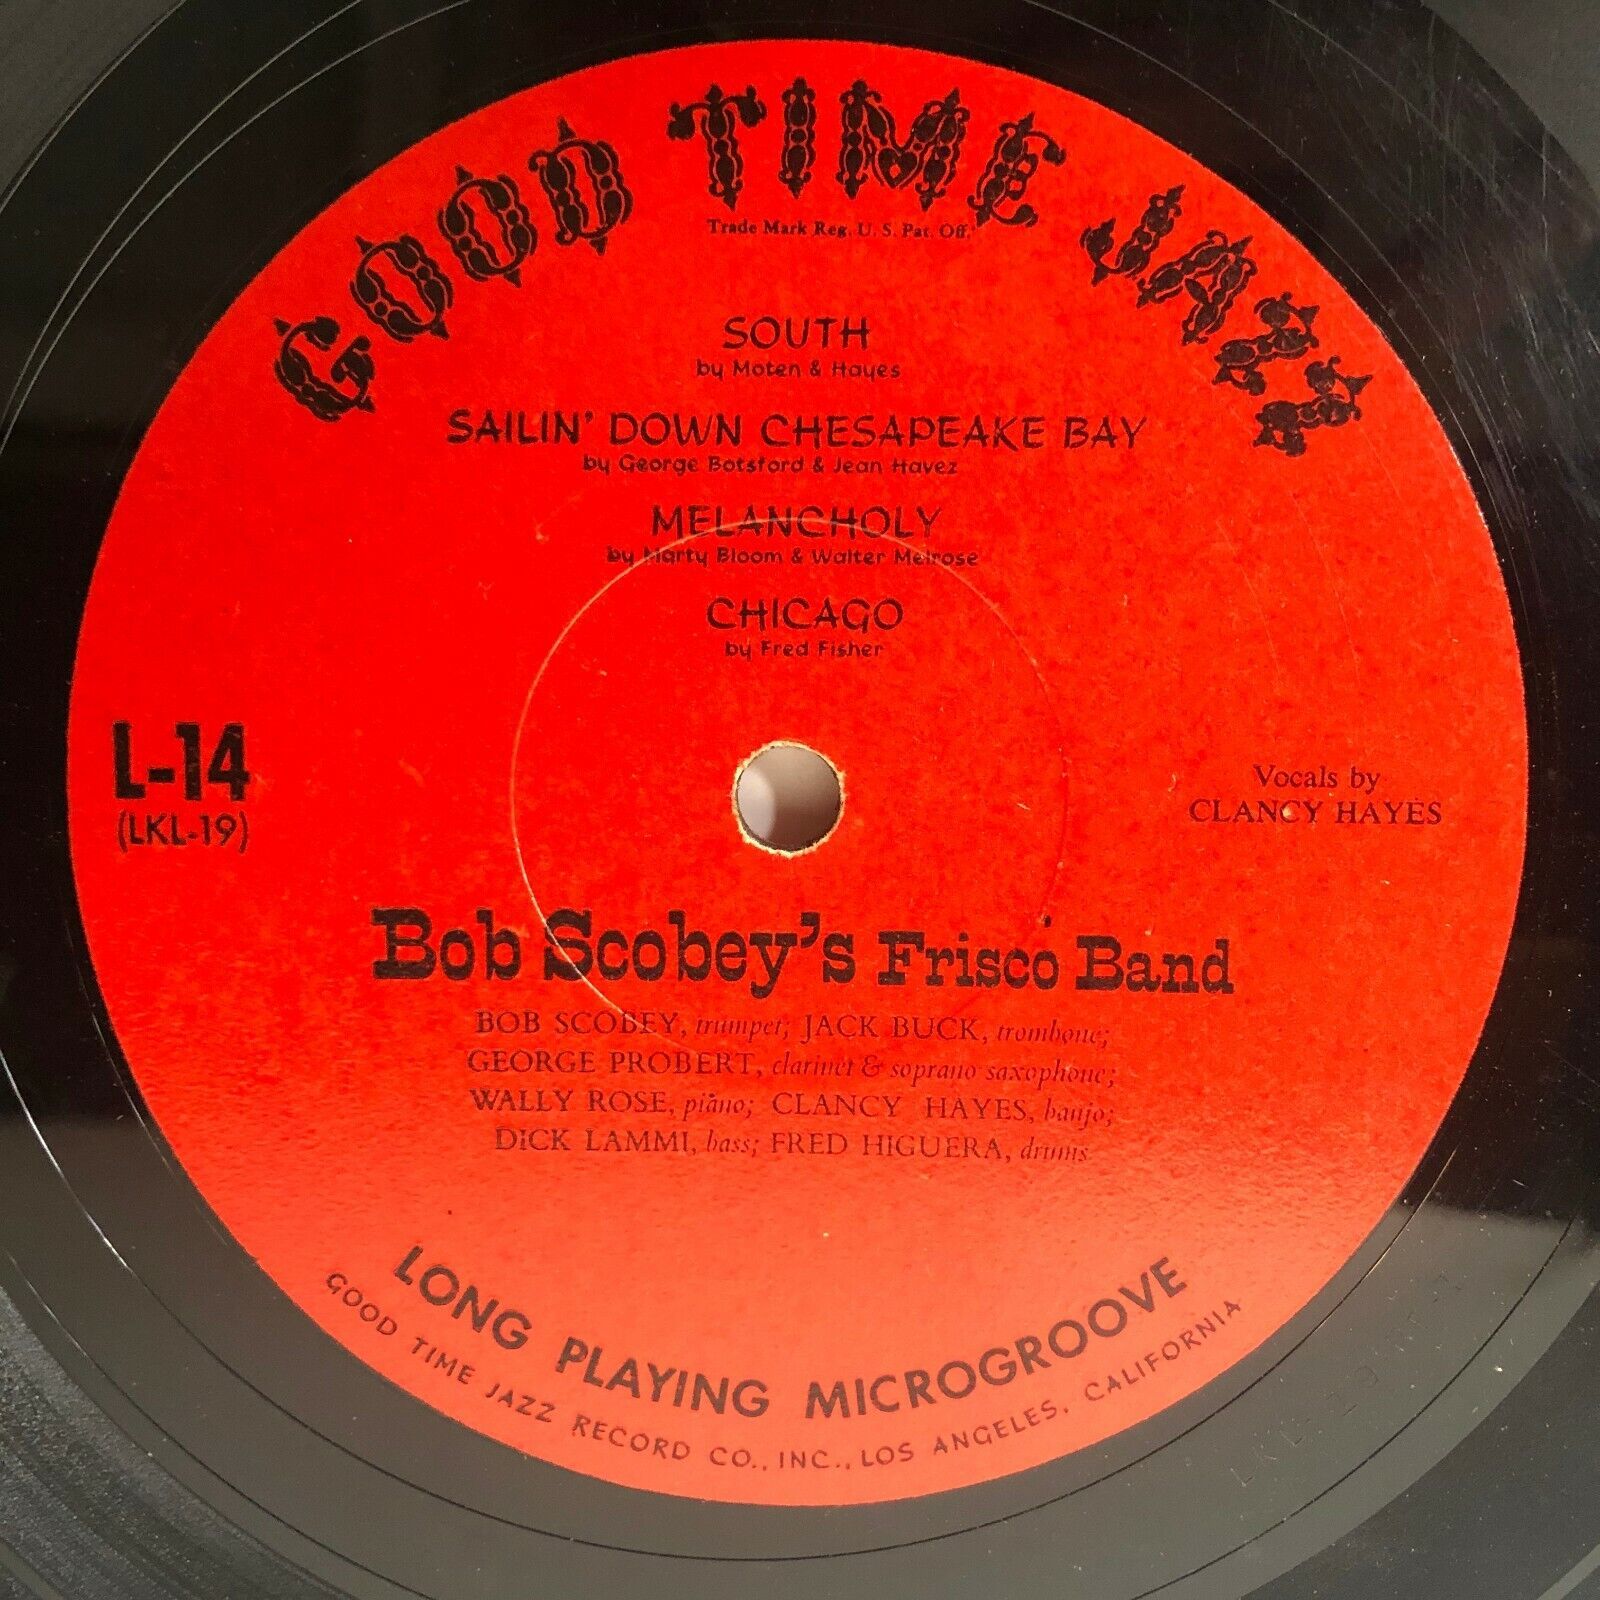 GOOD TIME JAZZ
Trade Mark Reg. U. S. Pat. Off.
SOUTH
by Moten & Hayes
SAILIN' DOWN CHESAPEAKE BAY
by George Botsford & Jean Havez
MELANCHOLY
by Marty Bloom & Walter Melrose
CHICAGO
by Fred Fisher
L-14
(LKL-19)
Vocals by
CLANCY HAYES
Bob Scobey's Frisco Band
BOB SCOBEY, trumpet; JACK BUCK, trombone;
GEORGE PROBERT, clarinet & soprano saxophone;
WALLY ROSE, piano; CLANCY HAYES, banjo;
DICK LAMMI, bass; FRED HIGUERA, drums
LONG PLAYING MICROGROOVE
GOOD TIME JAZZ RECORD CO., INC., LOS ANGELES, CALIFORNIA